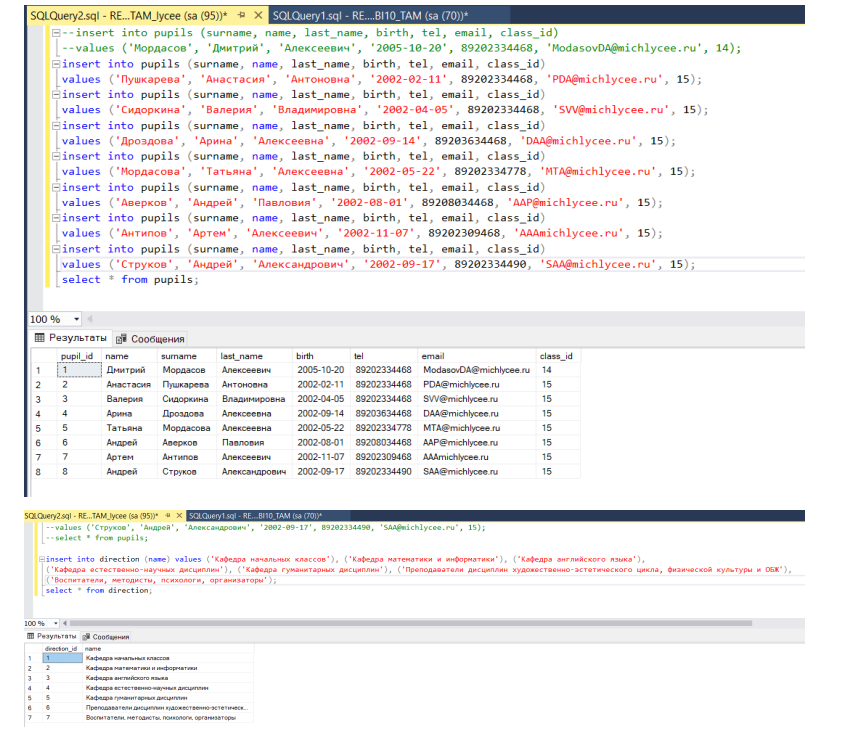 SQLQuery2.sql - RE...TAM_lycee (sa (95))* SQLQuery1.sql - RE....BI10_TAM (sa (70))*
--insert into pupils (surname, name, last_name, birth, tel, email, class_id)
--values ('Мордасов', 'Дмитрий', 'Алексеевич', '2005-10-20', 89202334468, 'ModasovDA@michlycee.ru', 14);
insert into pupils (surname, name, last_name, birth, tel, email, class_id)
values ('Пушкарева', 'Анастасия', 'Антоновна', '2002-02-11', 89202334468, 'PDA@michlycee.ru', 15);
insert into pupils (surname, name, last_name, birth, tel, email, class_id)
values ('Сидоркина', 'Валерия', 'Владимировна', '2002-04-05', 89202334468, 'SVV@michlycee.ru', 15);
insert into pupils (surname, name, last_name, birth, tel, email, class_id)
values ('Дроздова', 'Арина', 'Алексеевна', '2002-09-14', 89203634468, 'DAA@michlycee.ru', 15);
insert into pupils (surname, name, last_name, birth, tel, email, class_id)
values ('Мордасова', 'Татьяна', 'Алексеевна', '2002-05-22', 89202334778, 'MTA@michlycee.ru', 15);
insert into pupils (surname, name, last_name, birth, tel, email, class_id)
values ('Аверков', 'Андрей', 'Павловия', '2002-08-01', 89208034468, 'AAP@michlycee.ru', 15);
insert into pupils (surname, name, last_name, birth, tel, email, class_id)
values ('Антипов', 'Артем', 'Алексеевич', '2002-11-07', 89202309468, 'AAAmichlycee.ru', 15);
insert into pupils (surname, name, last_name, birth, tel, email, class_id)
values ('Струков', 'Андрей', 'Александрович', '2002-09-17', 89202334490, 'SAA@michlycee.ru', 15);
select * from pupils;
100 %
Результаты Сообщения
pupil_id name surname last_name birth tel email class_id
1 1 Дмитрий Мордасов Алексеевич 2005-10-20 89202334468 ModasovDA@michlycee.ru 14
2 2 Анастасия Пушкарева Антоновна 2002-02-11 89202334468 PDA@michlycee.ru 15
3 3 Валерия Сидоркина Владимировна 2002-04-05 89202334468 SVV@michlycee.ru 15
4 4 Арина Дроздова Алексеевна 2002-09-14 89203634468 DAA@michlycee.ru 15
5 5 Татьяна Мордасова Алексеевна 2002-05-22 89202334778 MTA@michlycee.ru 15
6 6 Андрей Аверков Павловия 2002-08-01 89208034468 AAP@michlycee.ru 15
7 7 Артем Антипов Алексеевич 2002-11-07 89202309468 AAAmichlycee.ru 15
8 8 Андрей Струков Александрович 2002-09-17 89202334490 SAA@michlycee.ru 15
SQLQuery2.sql - RE...TAM_lycee (sa (95))* SQLQuery1.sql - RE....BI10_TAM (sa (70))*
--values ('Струков', 'Андрей', 'Александрович', '2002-09-17', 89202334490, 'SAA@michlycee.ru', 15);
--select * from pupils;
insert into direction (name) values ('Кафедра начальных классов'), ('Кафедра математики и информатики'), ('Кафедра английского языка'),
('Кафедра естественно-научных дисциплин'), ('Кафедра гуманитарных дисциплин'), ('Преподаватели дисциплин художественно-эстетического цикла, физической культуры и ОБЖ'),
('Воспитатели, методисты, психологи, организаторы');
select * from direction;
100 %
Результаты Сообщения
direction_id name
1 1 Кафедра начальных классов
2 2 Кафедра математики и информатики
3 3 Кафедра английского языка
4 4 Кафедра естественно-научных дисциплин
5 5 Кафедра гуманитарных дисциплин
6 6 Преподаватели дисциплин художественно-эстетическ...
7 7 Воспитатели, методисты, психологи, организаторы